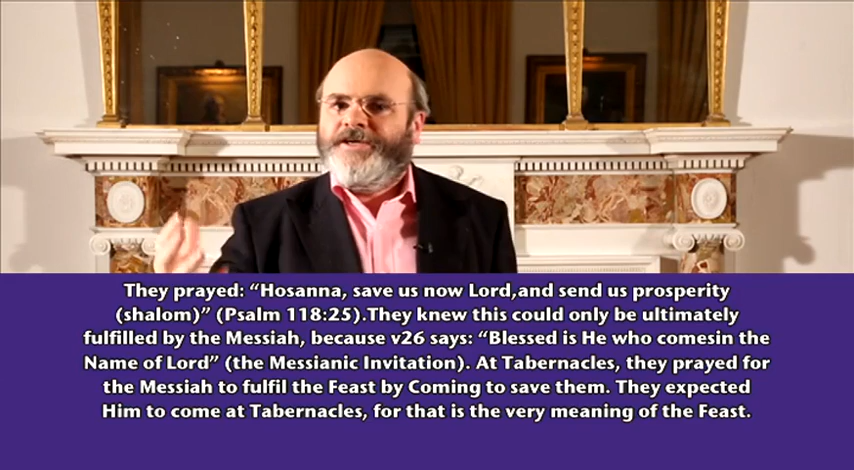 They prayed: “Hosanna, save us now Lord,and send us prosperity
(shalom)” (Psalm 118:25).They knew this could only be ultimately
fulfilled by the Messiah, because v26 says: “Blessed is He who comesin the
Name of Lord” (the Messianic Invitation). At Tabernacles, they prayed for
the Messiah to fulfil the Feast by Coming to save them. They expected
Him to come at Tabernacles, for that is the very meaning of the Feast.